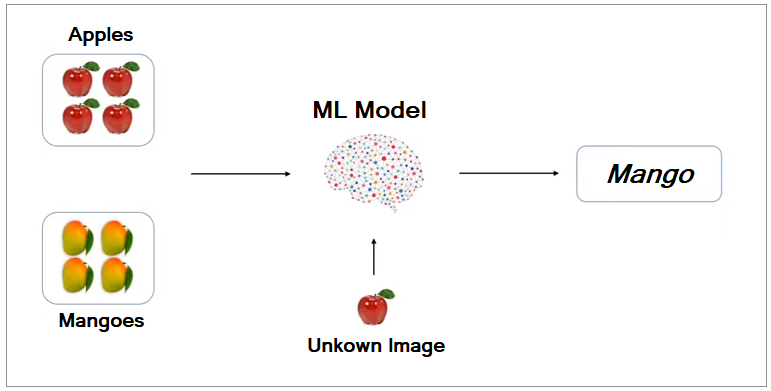 Apples
ML Model
Mango
Mangoes
Unkown Image